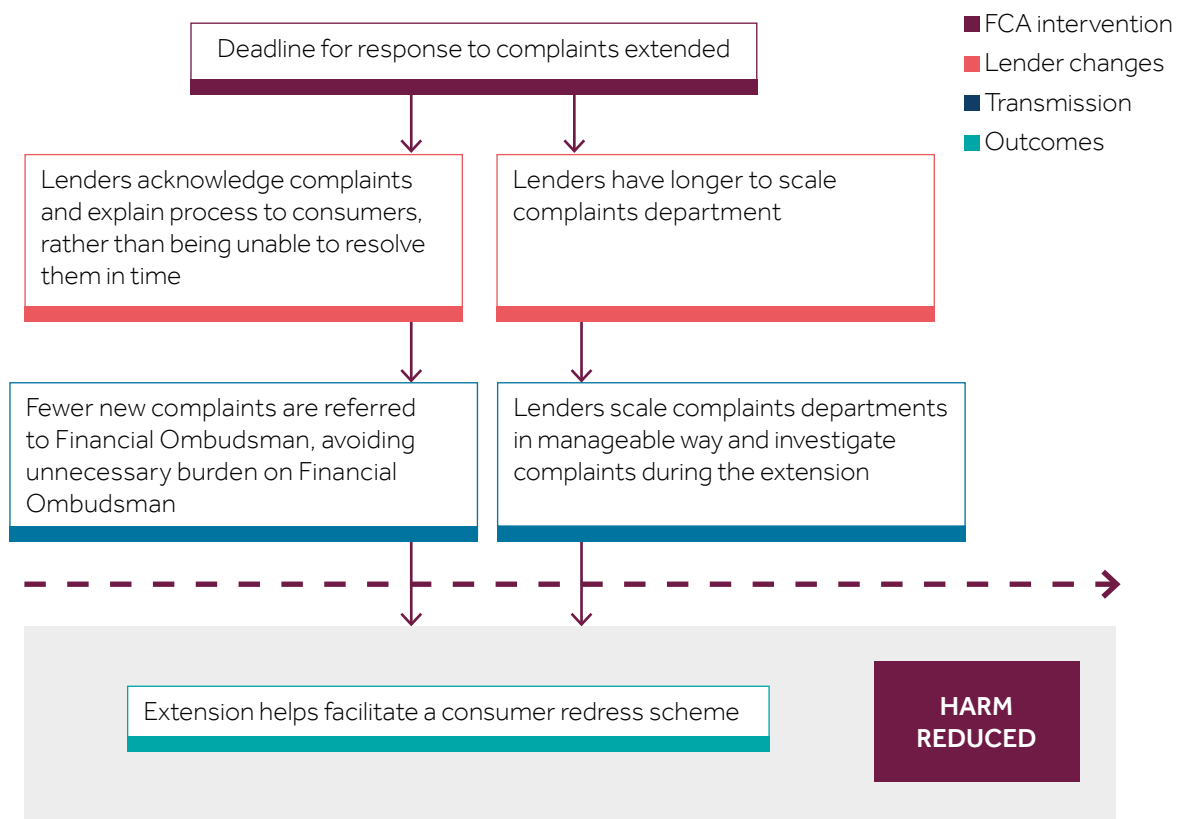 Deadline for response to complaints extended
FCA intervention
Lender changes
Transmission
Outcomes
Lenders acknowledge complaints
and explain process to consumers,
rather than being unable to resolve
them in time
Lenders have longer to scale
complaints department
Fewer new complaints are referred
to Financial Ombudsman, avoiding
unnecessary burden on Financial
Ombudsman
Lenders scale complaints departments
in manageable way and investigate
complaints during the extension
Extension helps facilitate a consumer redress scheme
HARM
REDUCED